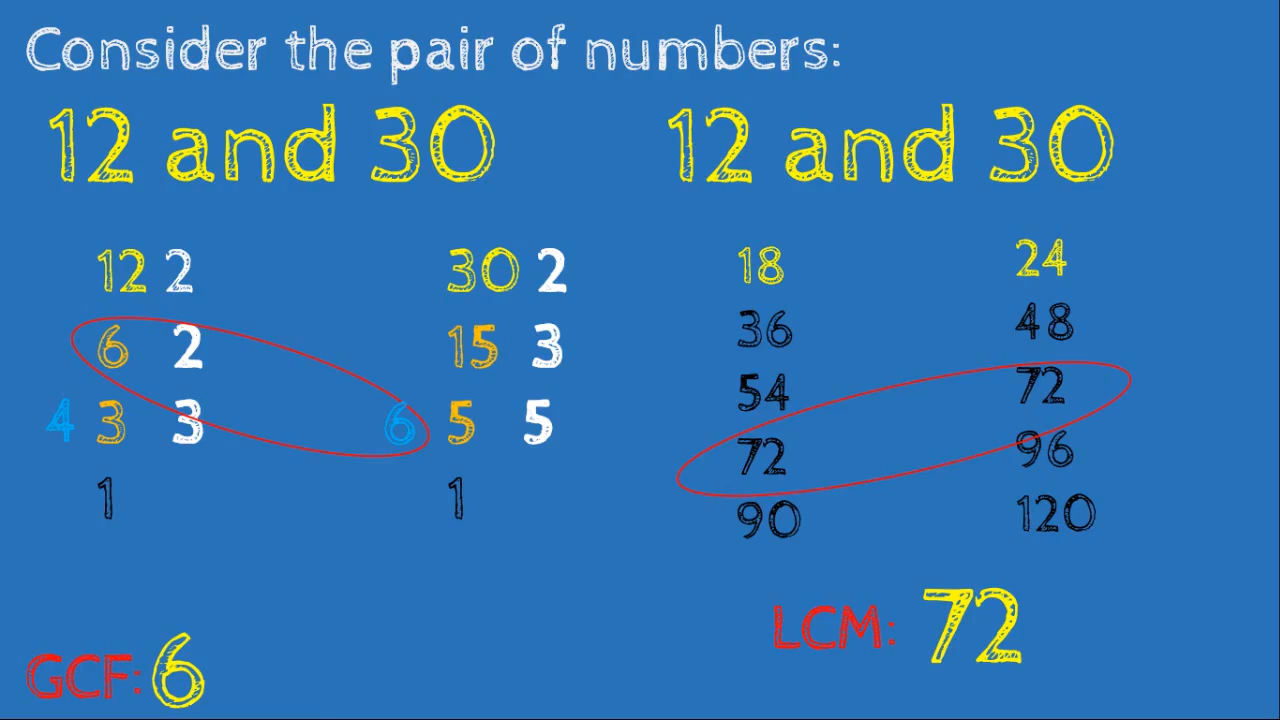 Consider the pair of numbers:
12 and 30 12 and 30
12 2 30 2 18 24
6 2 15 3 36 48
4 3 3 6 5 5 54 72
1 1 72 96
90 120
LCM: 72
GCF: 6